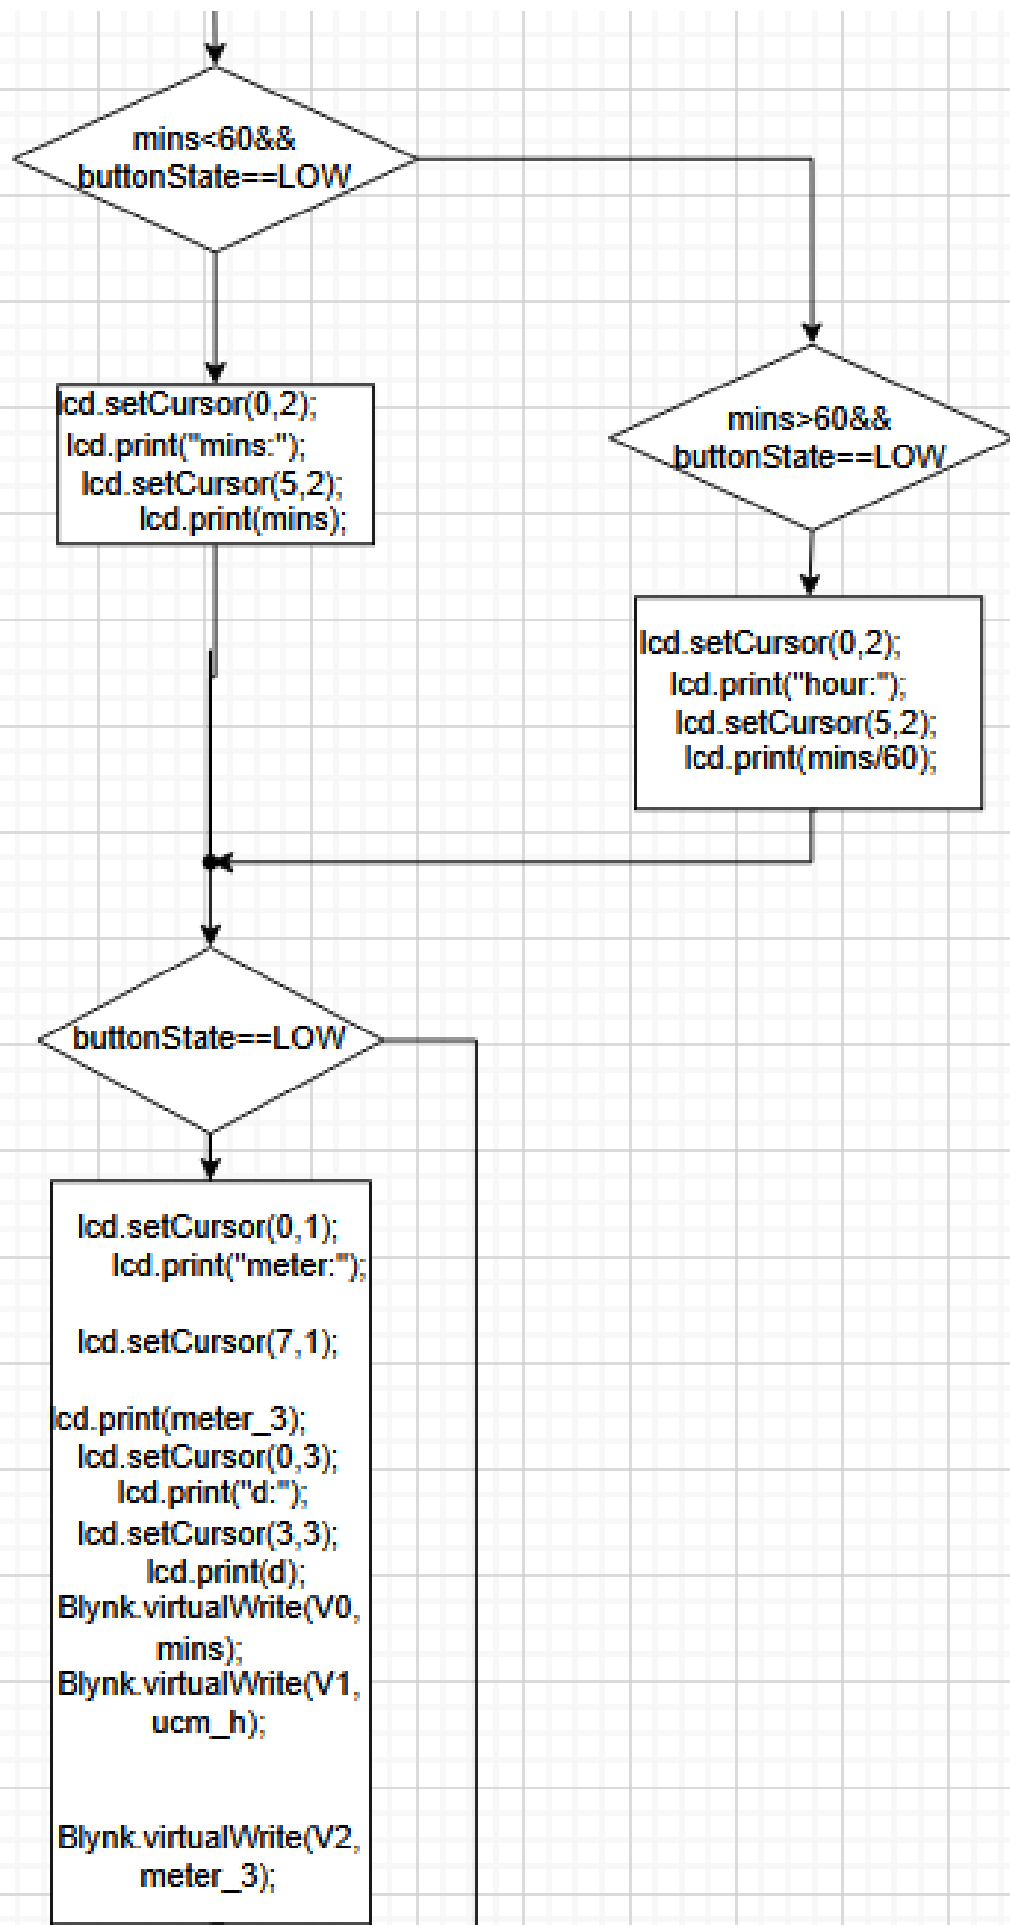 mins<60&&
buttonState==LOW
lcd.setCursor(0,2);
lcd.print("mins:");
lcd.setCursor(5,2);
lcd.print(mins);
mins>60&&
buttonState==LOW
lcd.setCursor(0,2);
lcd.print("hour:");
lcd.setCursor(5,2);
lcd.print(mins/60);
buttonState==LOW
lcd.setCursor(0,1);
lcd.print("meter:");
lcd.setCursor(7,1);
lcd.print(meter_3);
lcd.setCursor(0,3);
lcd.print("d:");
lcd.setCursor(3,3);
lcd.print(d);
Blynk.virtualWrite(V0,
mins);
Blynk.virtualWrite(V1,
ucm_h);
Blynk.virtualWrite(V2,
meter_3);